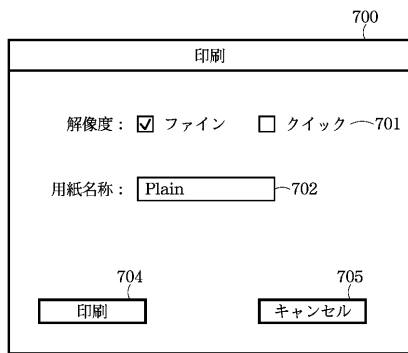 700
印刷
解像度： ☑ ファイン ☐ クイック 701
用紙名称： Plain 702
704 705
印刷 キャンセル